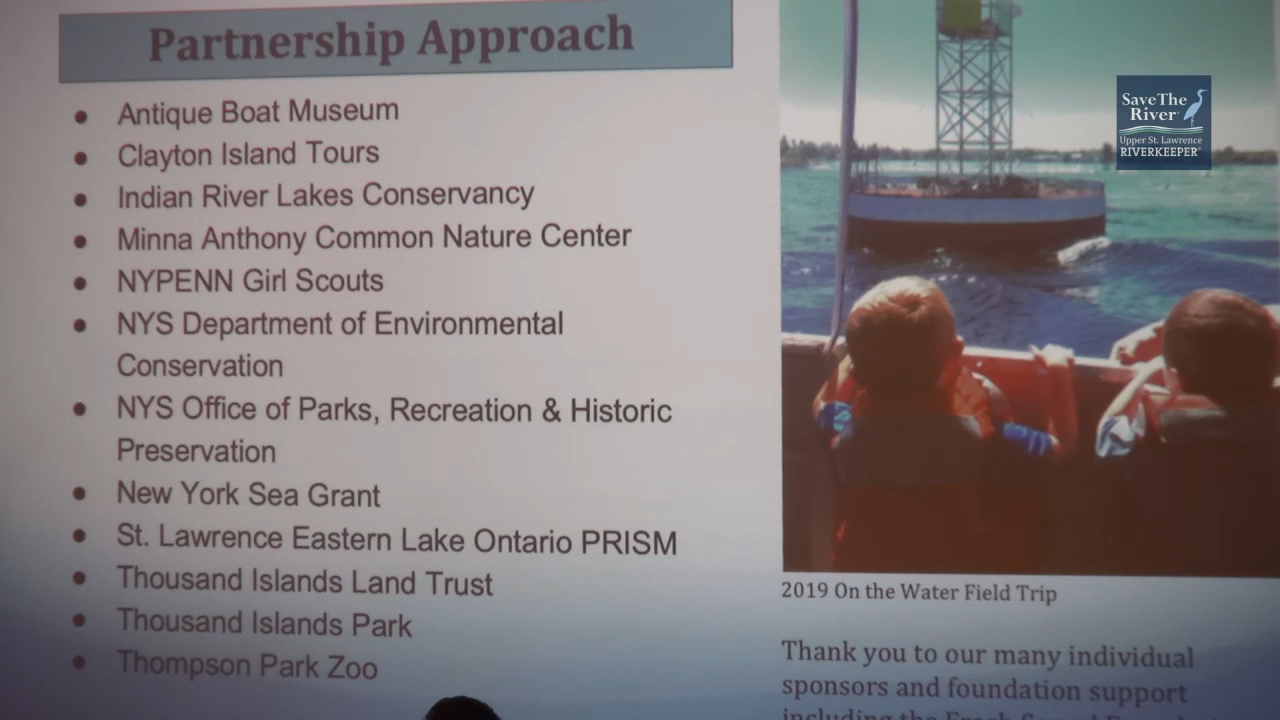 Partnership Approach
Antique Boat Museum
Clayton Island Tours
Indian River Lakes Conservancy
Minna Anthony Common Nature Center
NYPENN Girl Scouts
NYS Department of Environmental
Conservation
NYS Office of Parks, Recreation & Historic
Preservation
New York Sea Grant
St. Lawrence Eastern Lake Ontario PRISM
Thousand Islands Land Trust
Thousand Islands Park
Thompson Park Zoo
Save The
River
Upper St. Lawrence
RIVERKEEPER
2019 On the Water Field Trip
Thank you to our many individual
sponsors and foundation support
including the